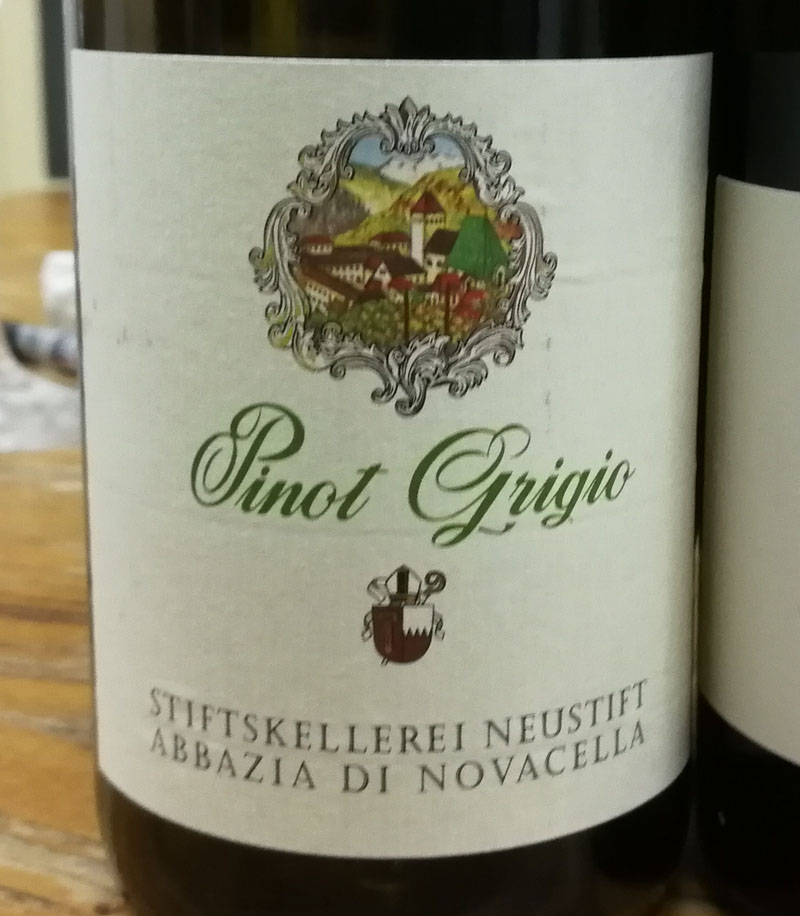 Pinot Grigio
STIFTSKELLEREI NEUSTIFT
ABBAZIA DI NOVACELLA